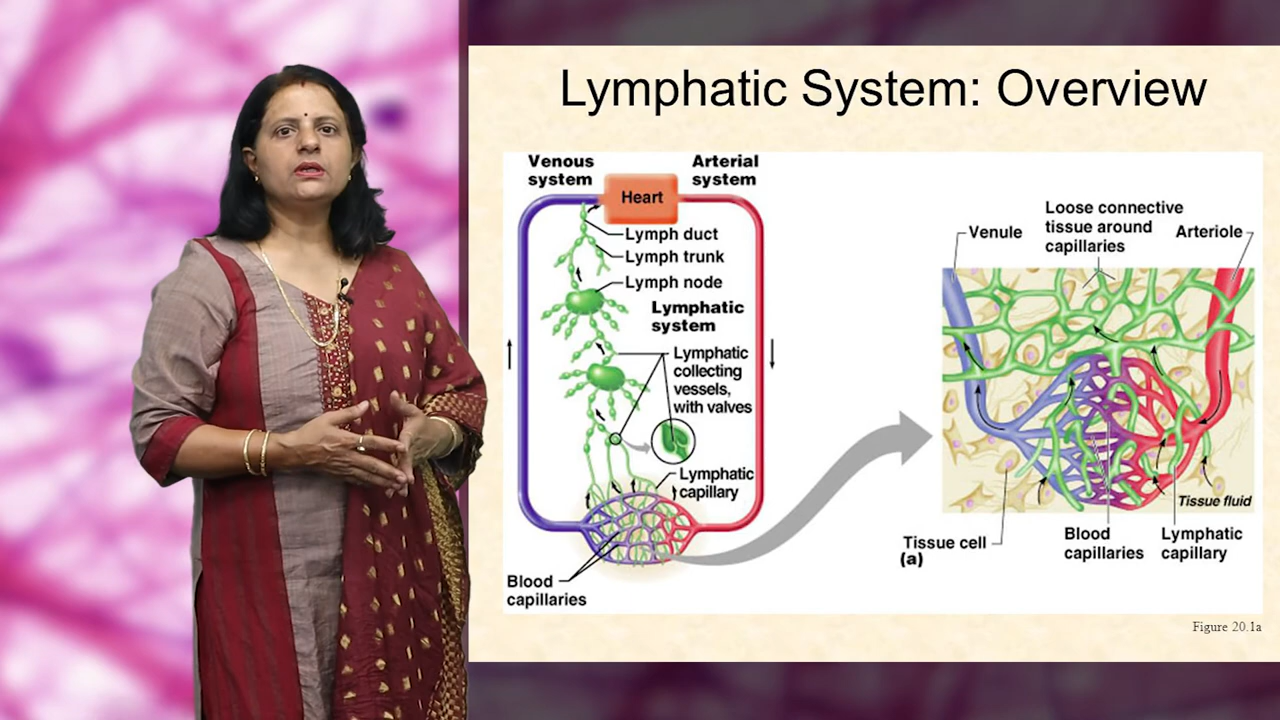 Lymphatic System: Overview
Venous
system
Arterial
system
Heart
Lymph duct
Lymph trunk
Lymph node
Lymphatic
system
Lymphatic
collecting
vessels,
with valves
Lymphatic
capillary
Blood
capillaries
Loose connective
tissue around
capillaries
Venule
Arteriole
Tissue fluid
Tissue cell
(a)
Blood
capillaries
Lymphatic
capillary
Figure 20.1a